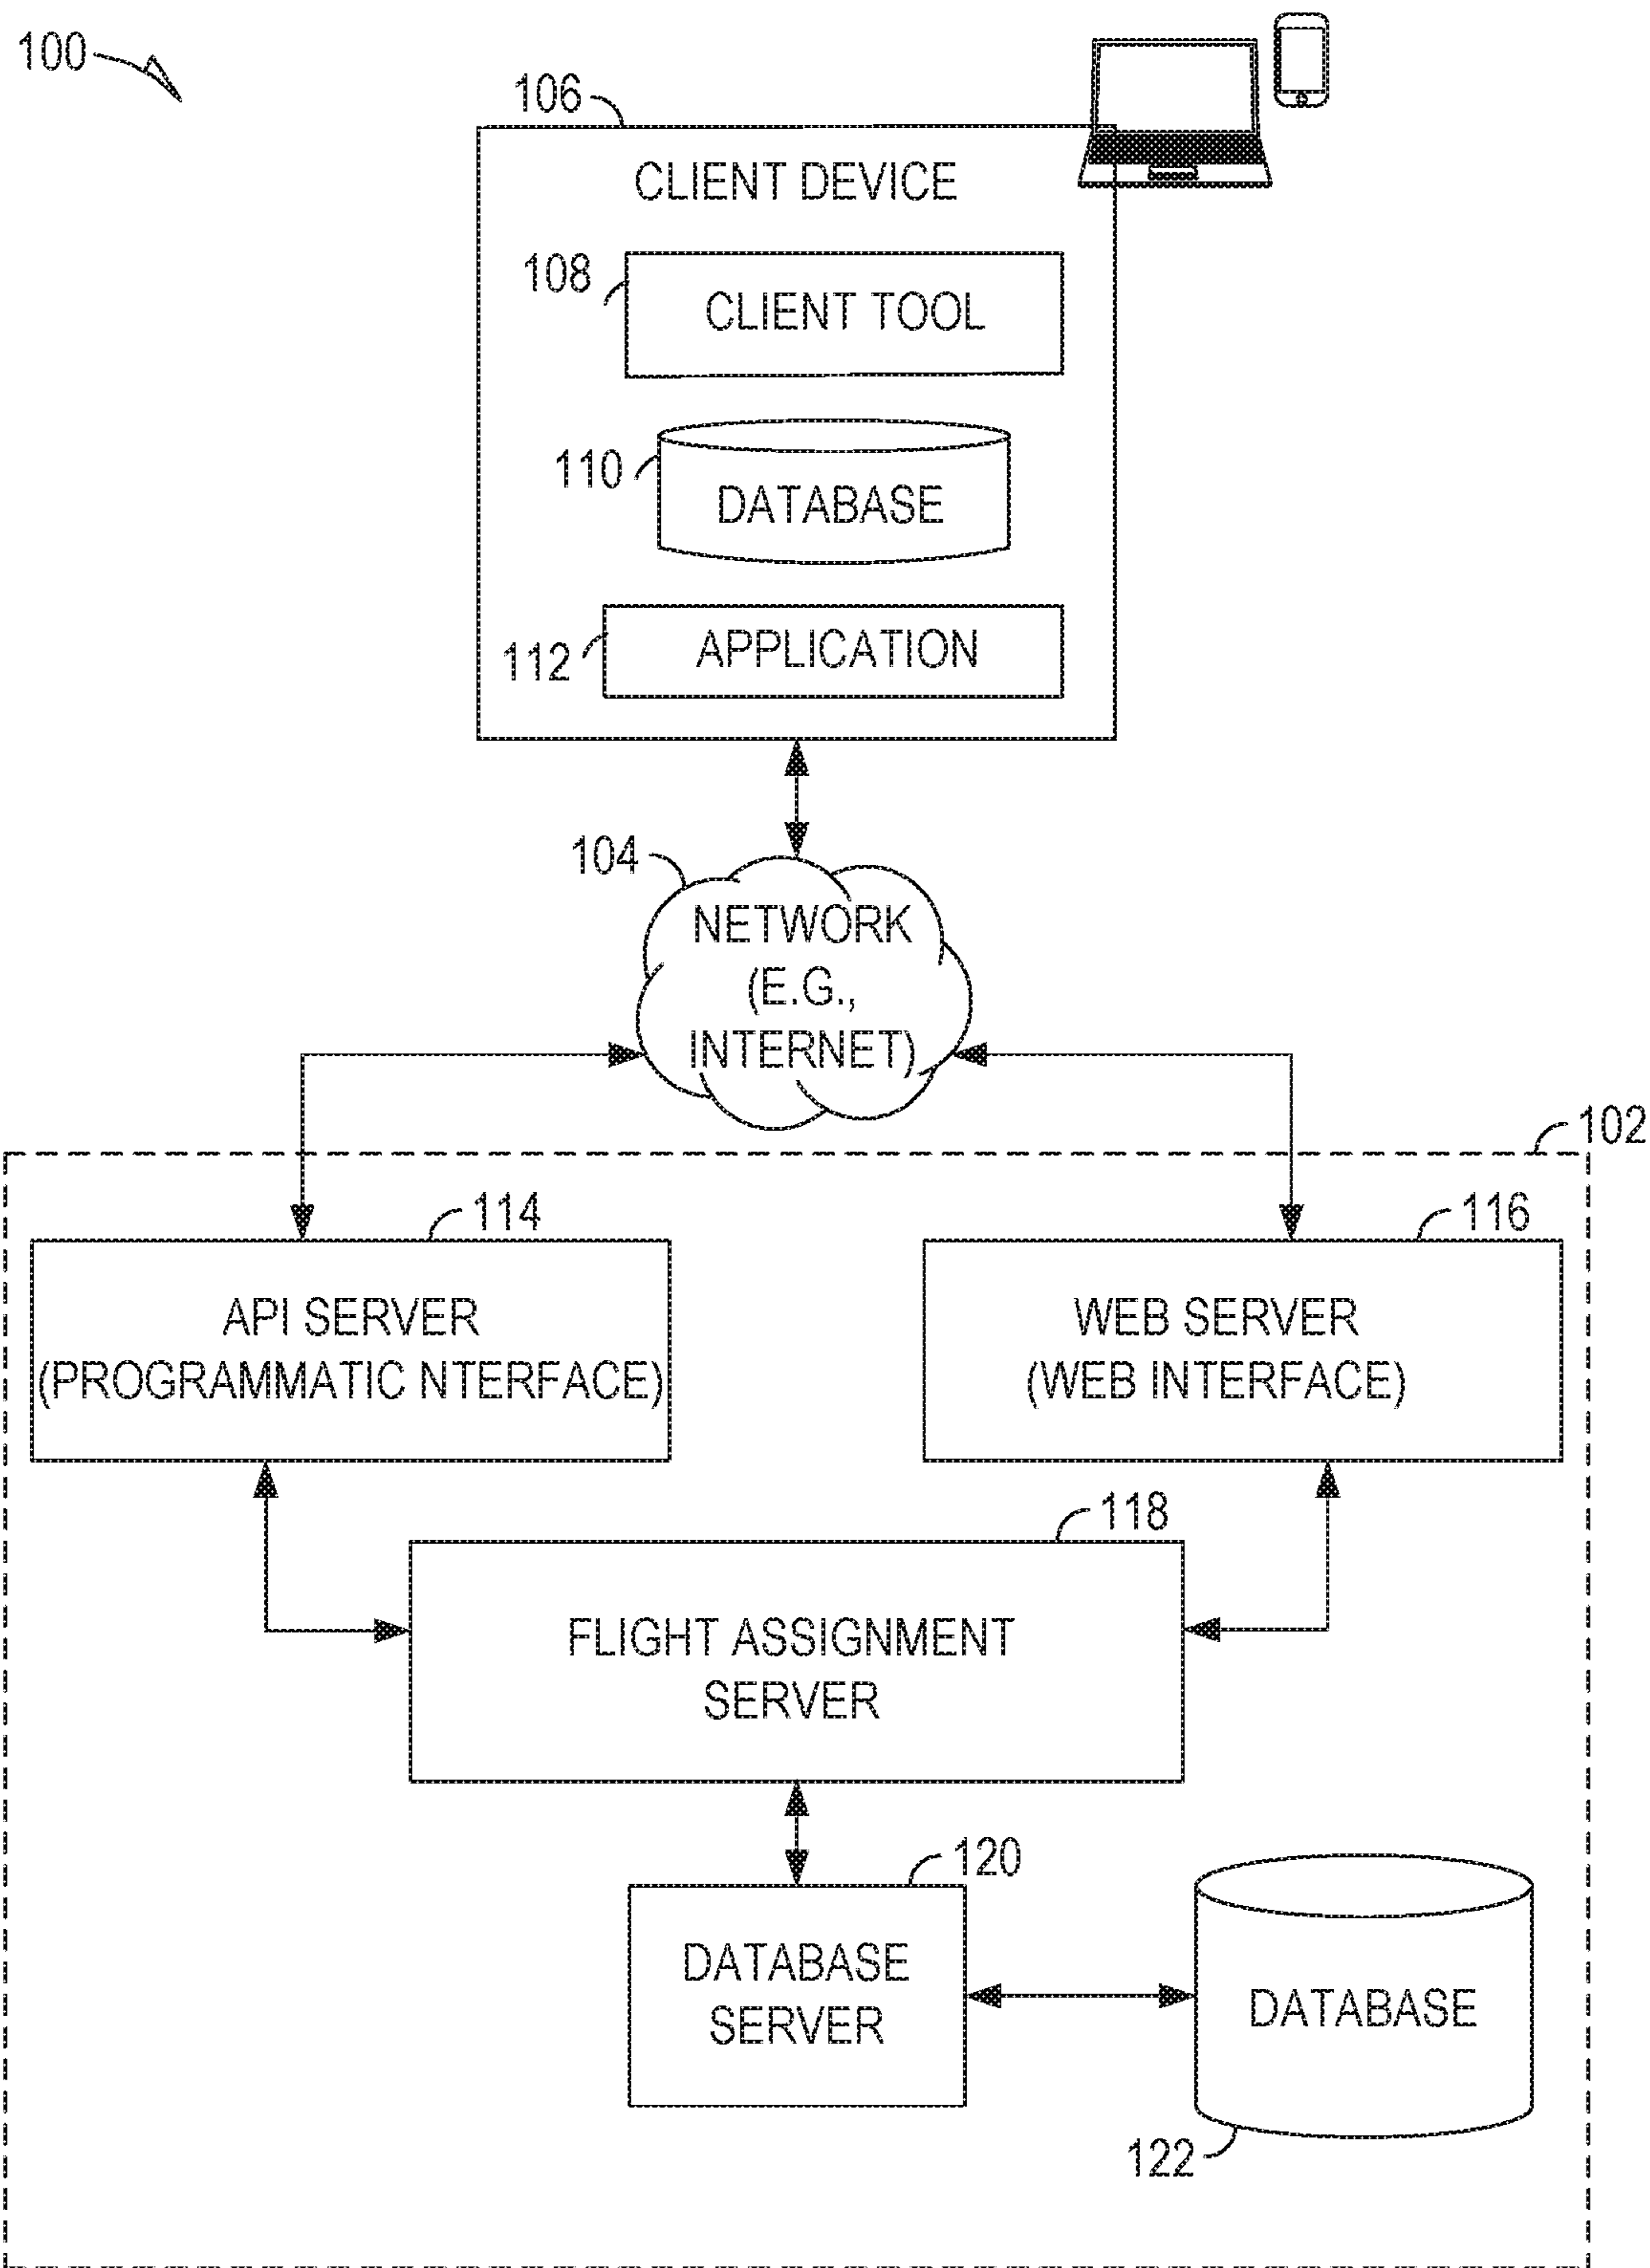 100
106
CLIENT DEVICE
108
CLIENT TOOL
110
DATABASE
112
APPLICATION
104
NETWORK
(E.G.,
INTERNET)
102
114
116
API SERVER
(PROGRAMMATIC NTERFACE)
WEB SERVER
(WEB INTERFACE)
118
FLIGHT ASSIGNMENT
SERVER
120
DATABASE
SERVER
DATABASE
122